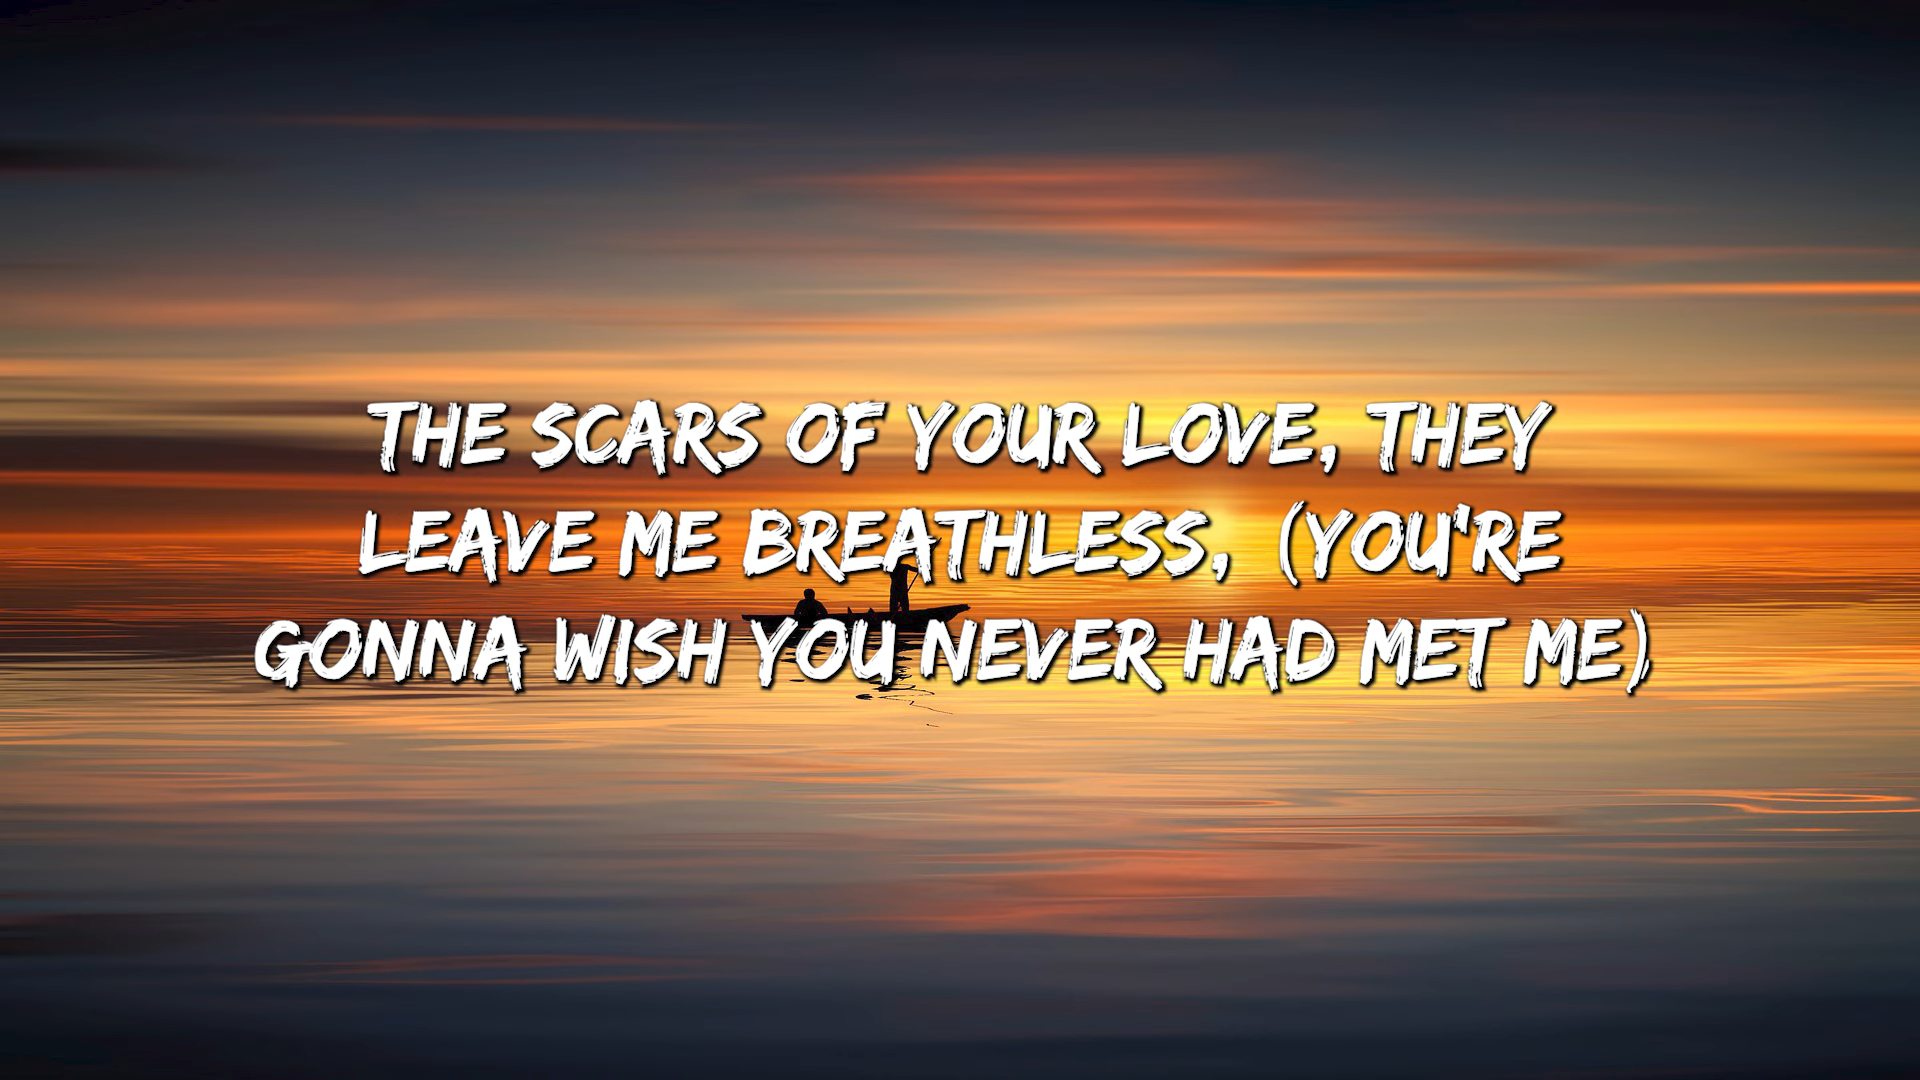 THE SCARS OF YOUR LOVE, THEY
LEAVE ME BREATHLESS, (YOU'RE
GONNA WISH YOU NEVER HAD MET ME)